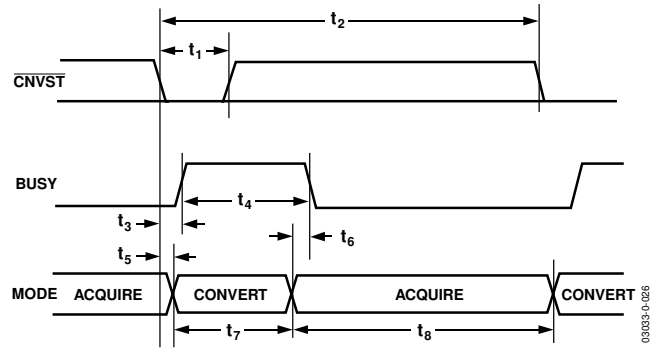 t2
t1
CNVST
BUSY
t4
t3
t6
t5
MODE ACQUIRE CONVERT ACQUIRE CONVERT
t7 t8
03033-0-026